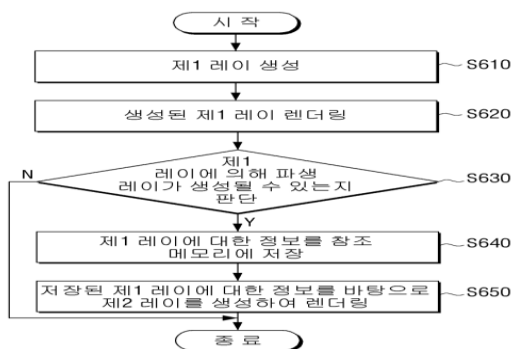 시 작
제1 레이 생성
S610
생성된 제1 레이 렌더링
S620
제1
레이에 의해 파생
레이가 생성될 수 있는지
판단
S630
N
Y
제1 레이에 대한 정보를 참조
메모리에 저장
S640
저장된 제1 레이에 대한 정보를 바탕으로
제2 레이를 생성하여 렌더링
S650
종 료